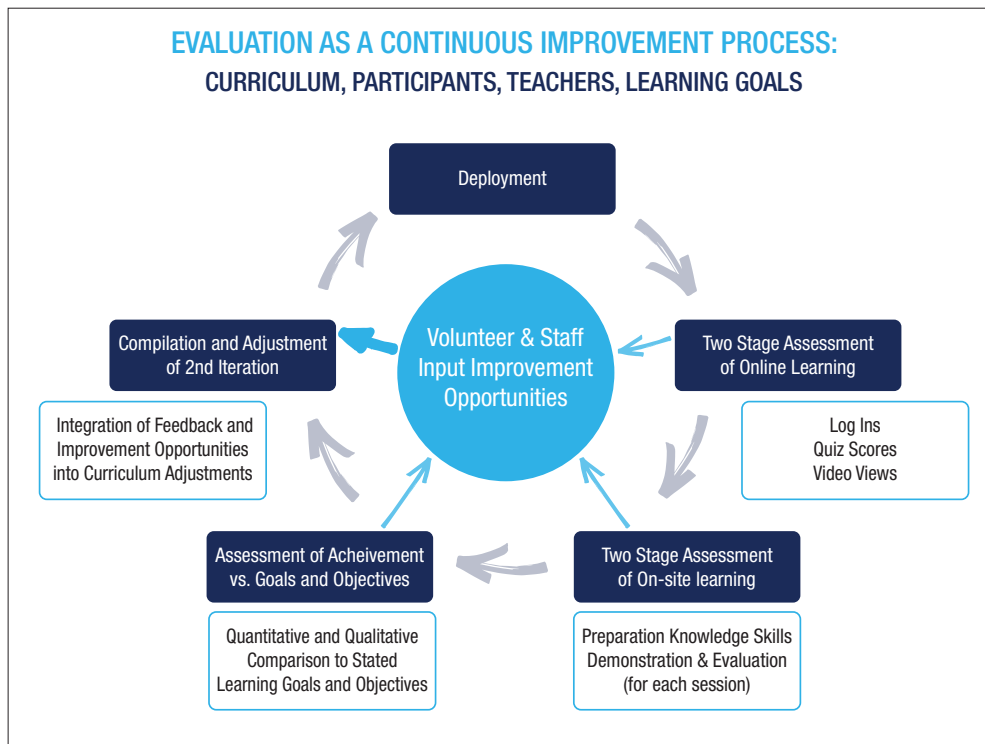 EVALUATION AS A CONTINUOUS IMPROVEMENT PROCESS:
CURRICULUM, PARTICIPANTS, TEACHERS, LEARNING GOALS
Deployment
Volunteer & Staff
Input Improvement
Opportunities
Two Stage Assessment
of Online Learning
Log Ins
Quiz Scores
Video Views
Two Stage Assessment
of On-site learning
Preparation Knowledge Skills
Demonstration & Evaluation
(for each session)
Assessment of Acheivement
vs. Goals and Objectives
Quantitative and Qualitative
Comparison to Stated
Learning Goals and Objectives
Compilation and Adjustment
of 2nd Iteration
Integration of Feedback and
Improvement Opportunities
into Curriculum Adjustments